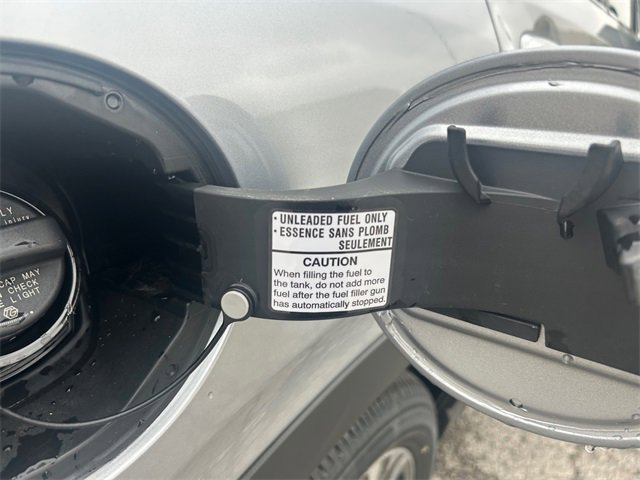 • UNLEADED FUEL ONLY
• ESSENCE SANS PLOMB
SEULEMENT
CAUTION
When filling the fuel to
the tank, do not add more
fuel after the fuel filler gun
has automatically stopped.
injury
CAP MAY
CHECK
LIGHT